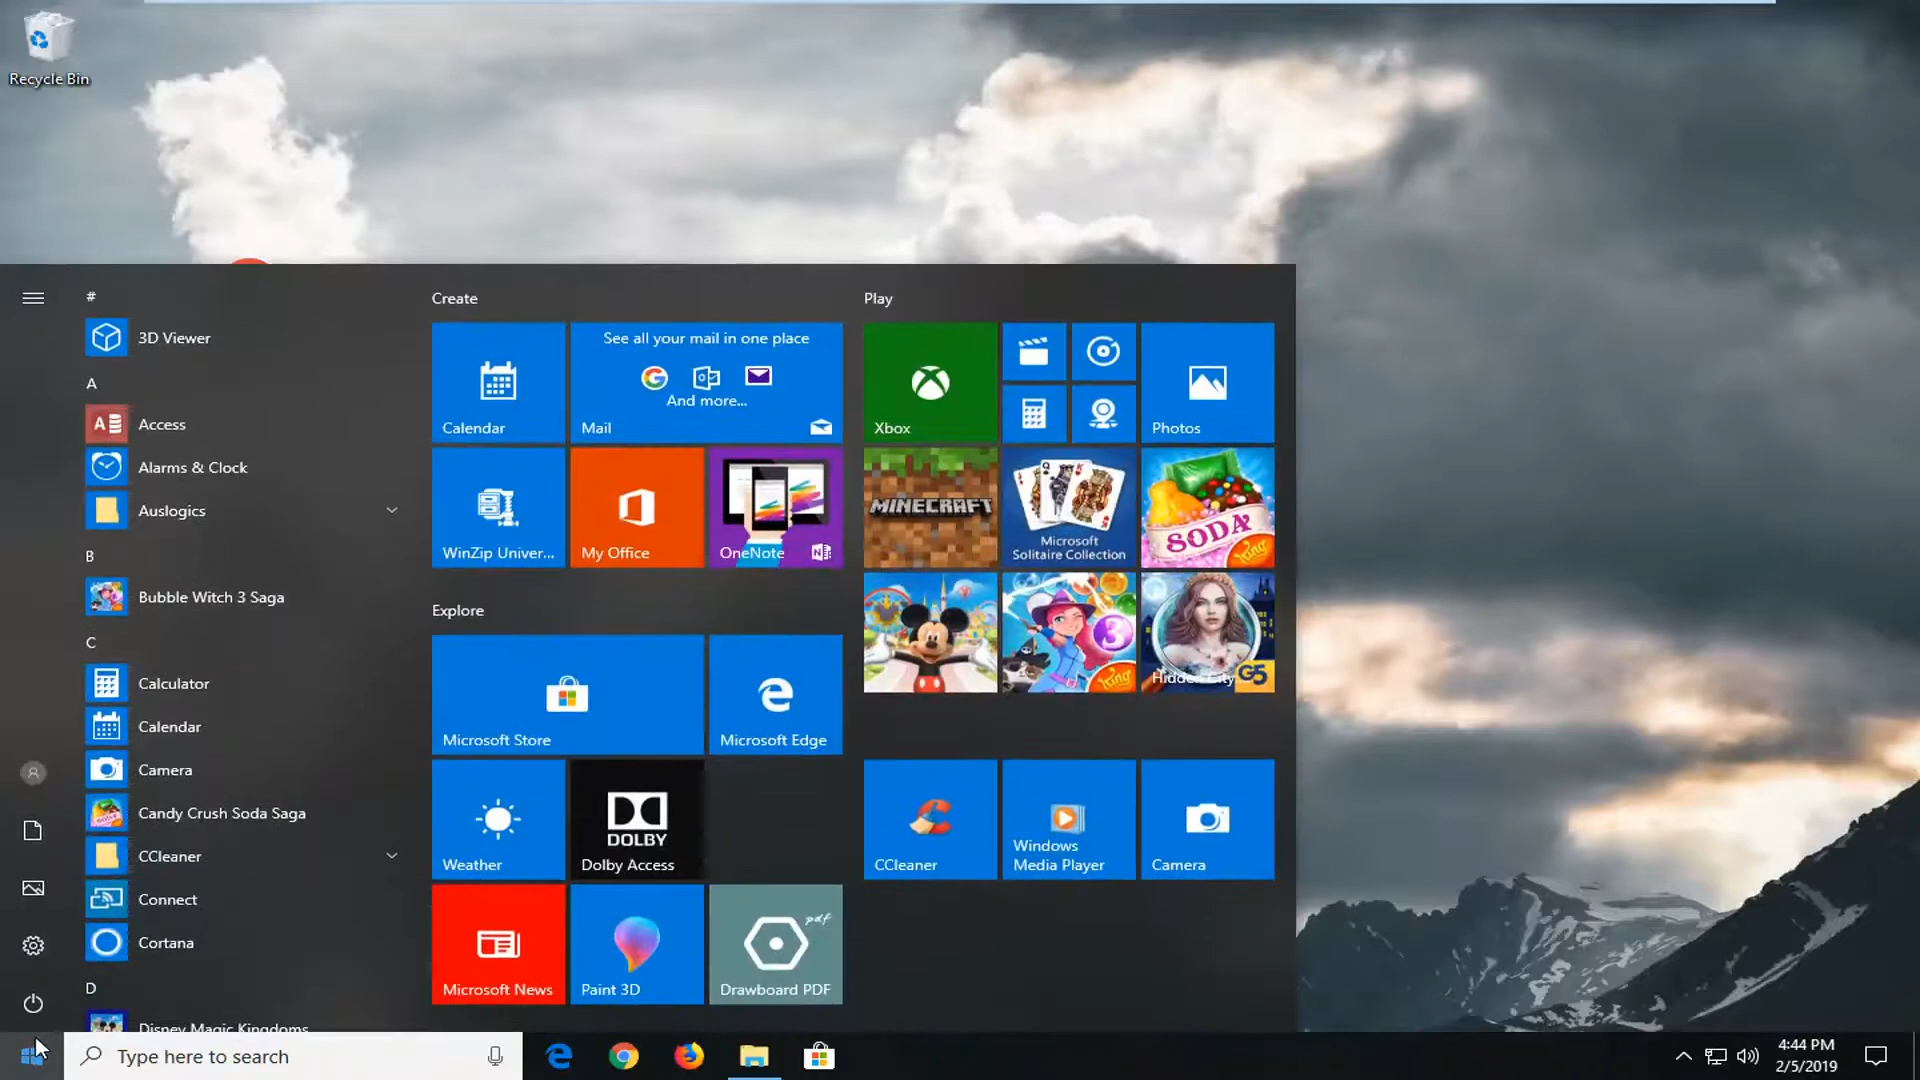 Recycle Bin
#
3D Viewer
A
Access
Alarms & Clock
Auslogics
B
Bubble Witch 3 Saga
C
Calculator
Calendar
Camera
Candy Crush Soda Saga
CCleaner
Connect
Cortana
D
Disney Magic Kingdoms
Create
Calendar
See all your mail in one place
And more...
Mail
WinZip Univer...
My Office
OneNote
Explore
Microsoft Store
Microsoft Edge
Weather
DOLBY
Dolby Access
Microsoft News
Paint 3D
pdf
Drawboard PDF
Play
Xbox
Photos
MINECRAFT
Microsoft
Solitaire Collection
SODA
King
3
King
Hidden City
G5
CCleaner
Windows
Media Player
Camera
Type here to search
4:44 PM
2/5/2019